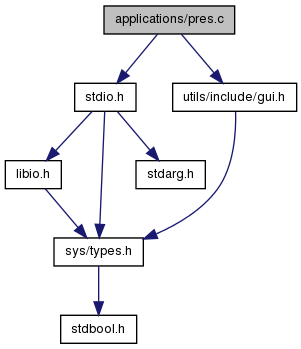 applications/pres.c
stdio.h
utils/include/gui.h
libio.h
stdarg.h
sys/types.h
stdbool.h